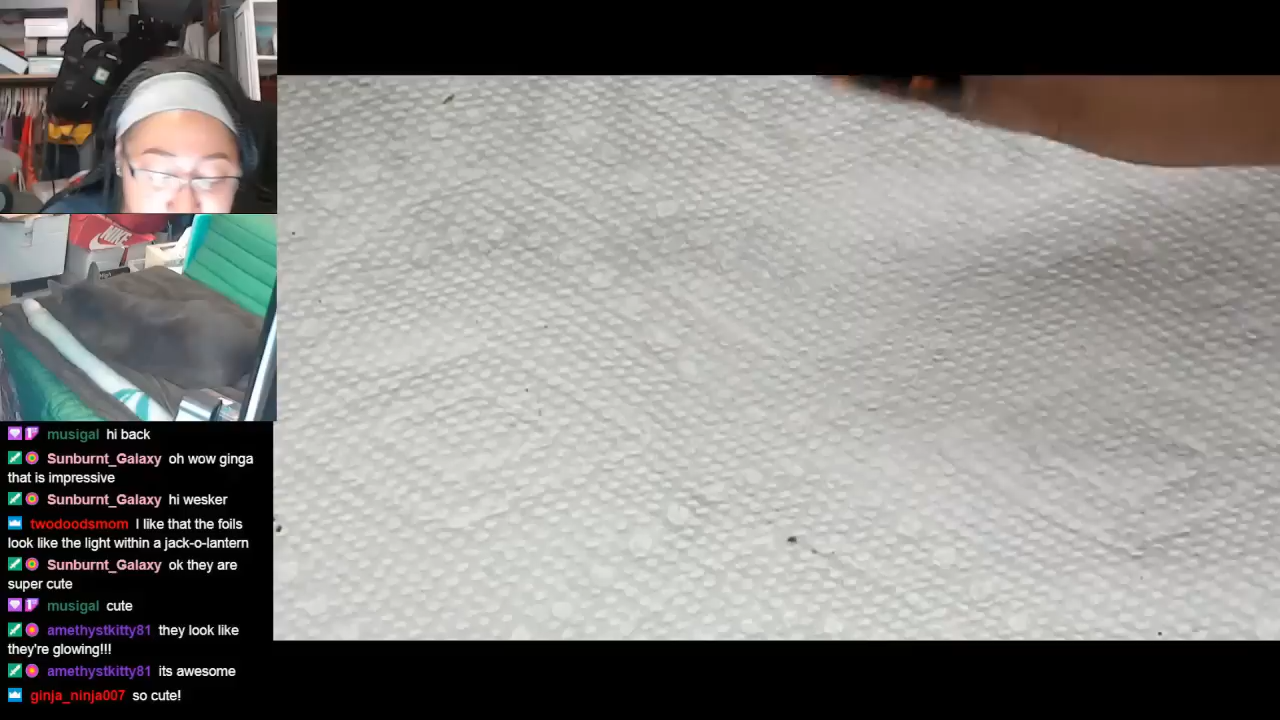 NIKE
musigal hi back
Sunburnt_Galaxy oh wow ginga
that is impressive
Sunburnt_Galaxy hi wesker
twodoodsmom I like that the foils
look like the light within a jack-o-lantern
Sunburnt_Galaxy ok they are
super cute
musigal cute
amethystkitty81 they look like
they're glowing!!!
amethystkitty81 its awesome
ginja_ninja007 so cute!